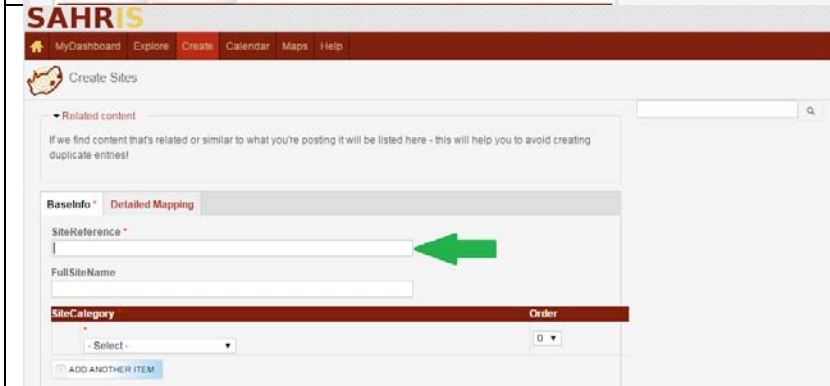 SAHRIS
MyDashboard Explore Create Calendar Maps Help
Create Sites
Related content
If we find content that's related or similar to what you're posting it will be listed here - this will help you to avoid creating
duplicate entries!
BaseInfo * Detailed Mapping
SiteReference *
FullSiteName
SiteCategory * Order
*
- Select - 0
ADD ANOTHER ITEM